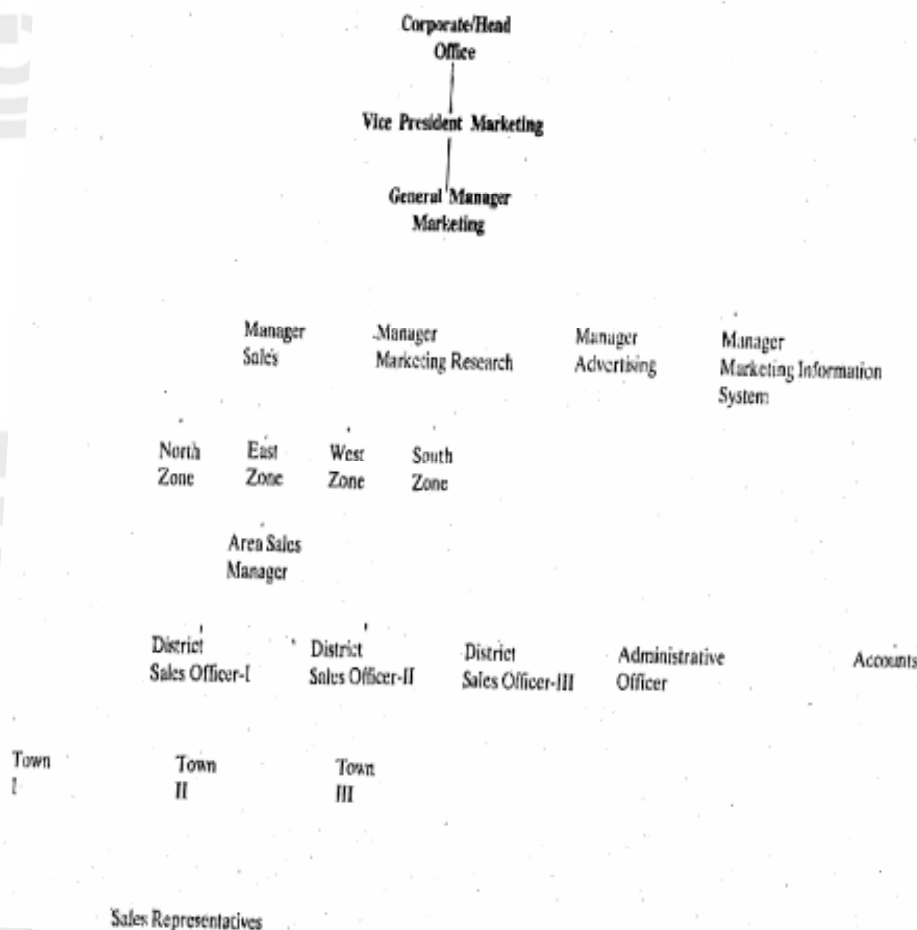 Corporate/Head
Office
Vice President Marketing
General Manager
Marketing
Manager
Sales
Manager
Marketing Research
Manager
Advertising
Manager
Marketing Information
System
North
Zone
East
Zone
West
Zone
South
Zone
Area Sales
Manager
District
Sales Officer-I
District
Sales Officer-II
District
Sales Officer-III
Administrative
Officer
Accounts
Town
I
Town
II
Town
III
Sales Representatives